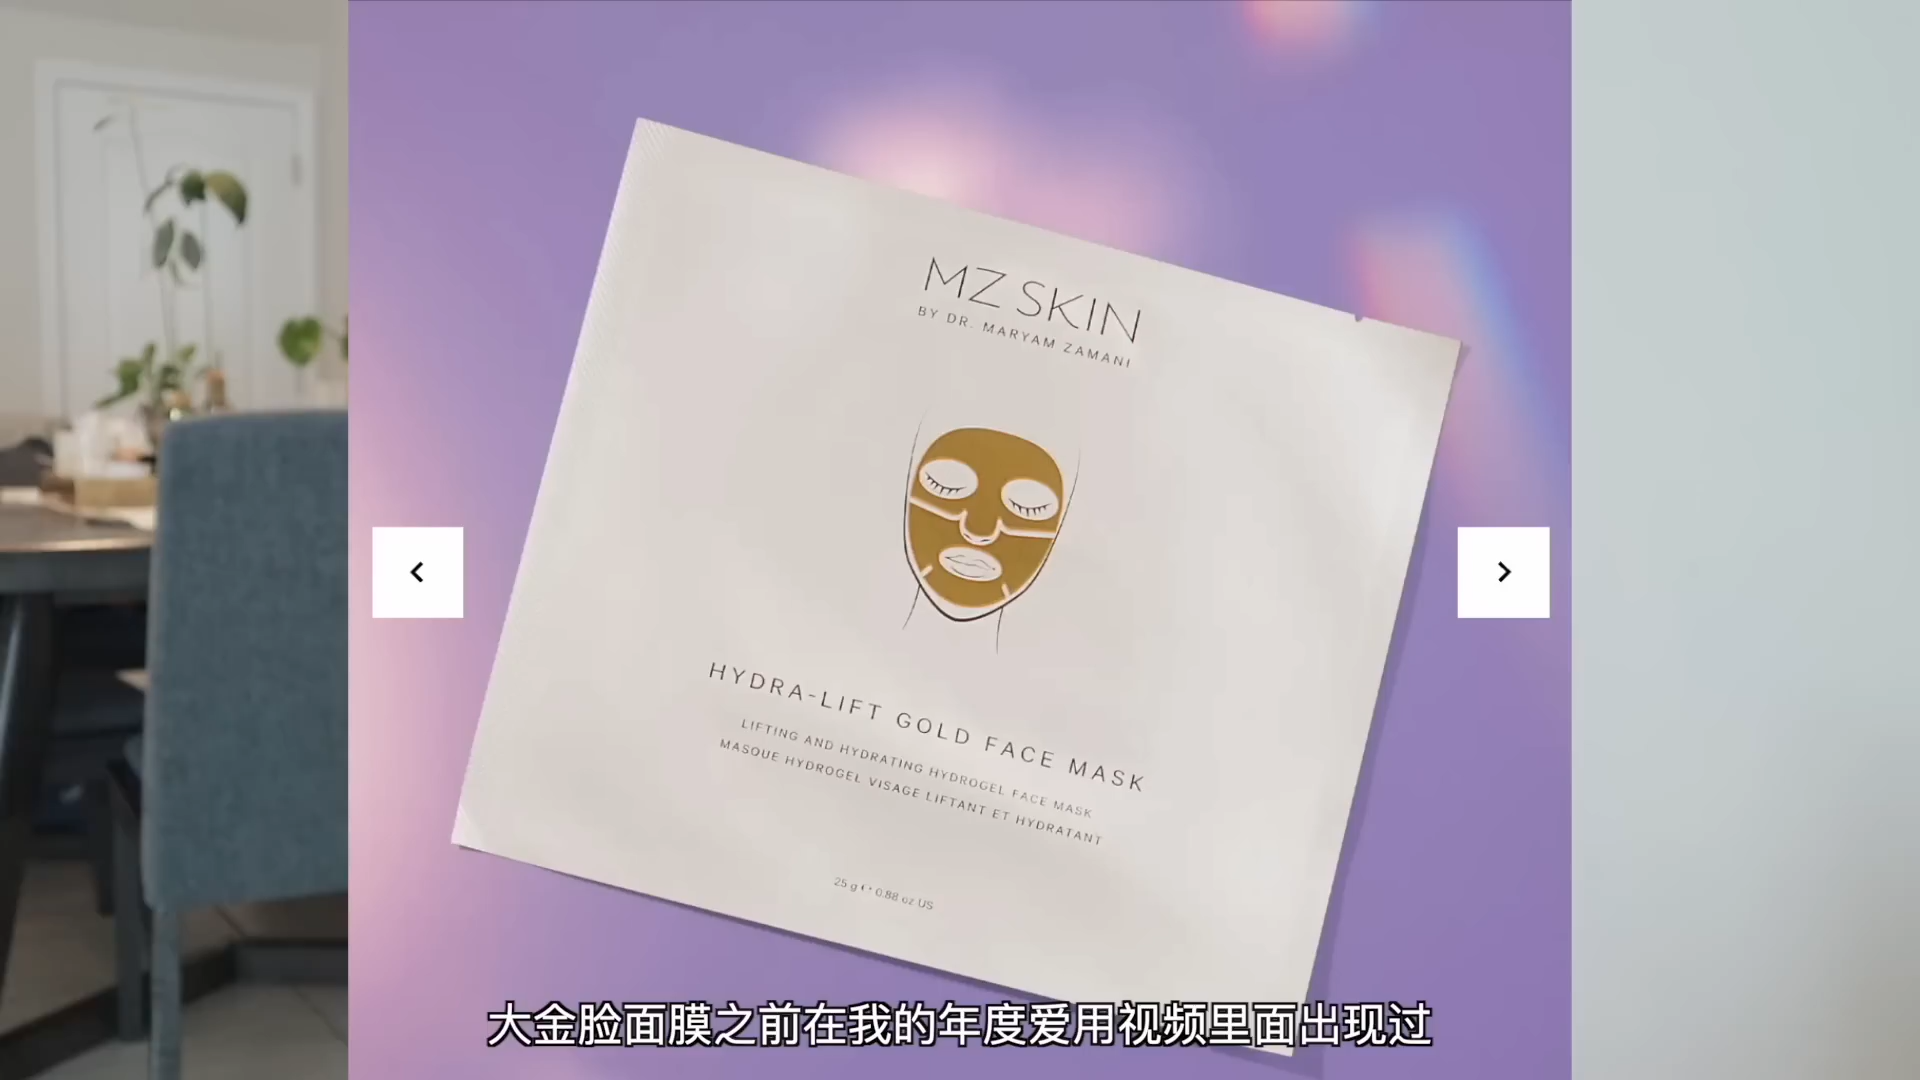 MZ SKIN
BY DR. MARYAM ZAMANI
HYDRA-LIFT GOLD FACE MASK
LIFTING AND HYDRATING HYDROGEL FACE MASK
MASQUE HYDROGEL VISAGE LIFTANT ET HYDRATANT
25 g e * 0.88 oz US
大金脸面膜之前在我的年度爱用视频里面出现过